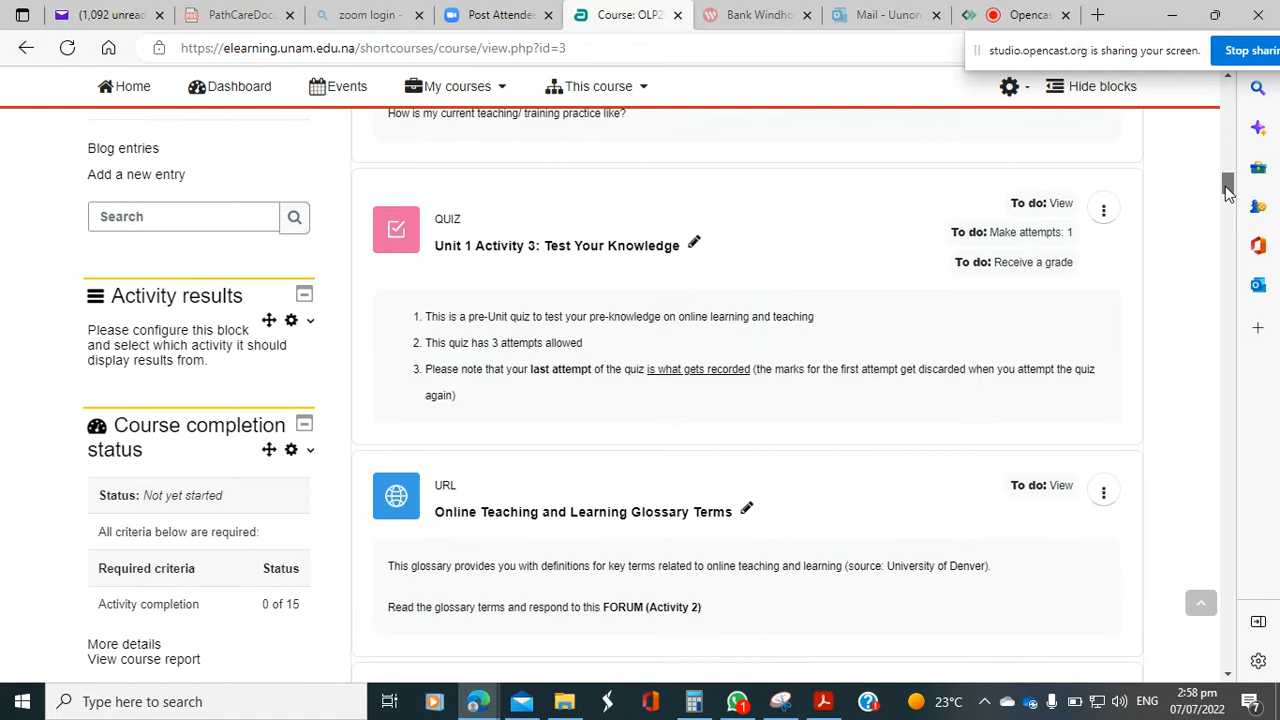 (1,092 unread)
PathCareDoc
zoom login -
Post Attende
Course: OLP2
Bank Windho
Mail - Uunon
Opencas
https://elearning.unam.edu.na/shortcourses/course/view.php?id=3
studio.opencast.org is sharing your screen.
Stop sharin
Home
Dashboard
Events
My courses
This course
Hide blocks
Blog entries
Add a new entry
Search
Activity results
Please configure this block
and select which activity it should
display results from.
Course completion
status
Status: Not yet started
All criteria below are required:
Required criteria Status
Activity completion 0 of 15
More details
View course report
How is my current teaching/ training practice like?
QUIZ
Unit 1 Activity 3: Test Your Knowledge
To do: View
To do: Make attempts: 1
To do: Receive a grade
1. This is a pre-Unit quiz to test your pre-knowledge on online learning and teaching
2. This quiz has 3 attempts allowed
3. Please note that your last attempt of the quiz is what gets recorded (the marks for the first attempt get discarded when you attempt the quiz
again)
URL
Online Teaching and Learning Glossary Terms
To do: View
This glossary provides you with definitions for key terms related to online teaching and learning (source: University of Denver).
Read the glossary terms and respond to this FORUM (Activity 2)
Type here to search
1
23°C
ENG
2:58 pm
07/07/2022
7